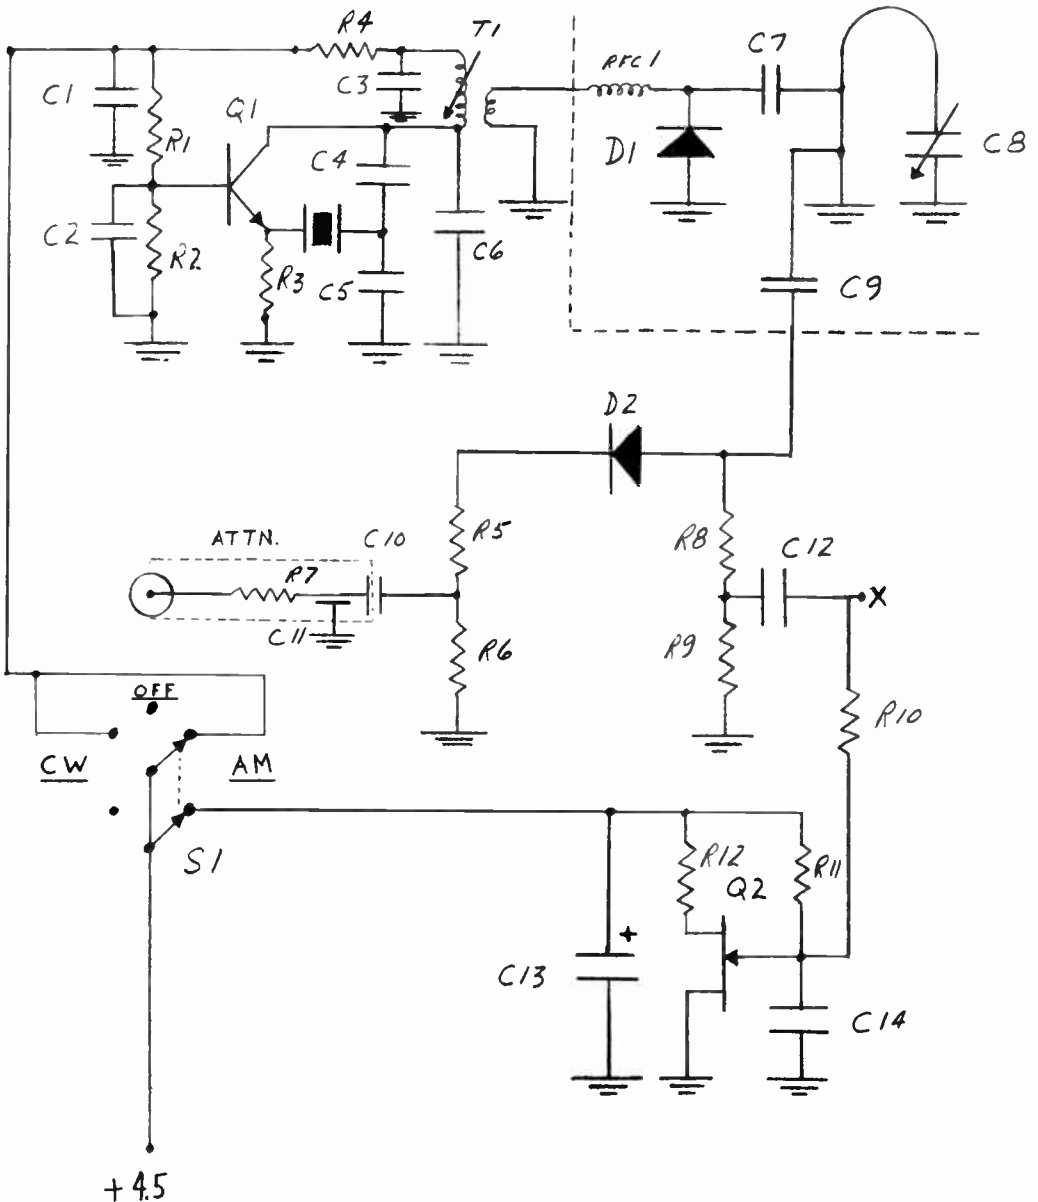 R4
T1
C7
RFC1
C1
C3
Q1
R1
C4
D1
C8
C2
R2
R3
C5
C6
C9
D2
ATTN.
C10
R5
R8
C12
R7
X
C11
R6
R9
OFF
R10
CW
AM
S1
R12
R11
Q2
+
C13
C14
+4.5